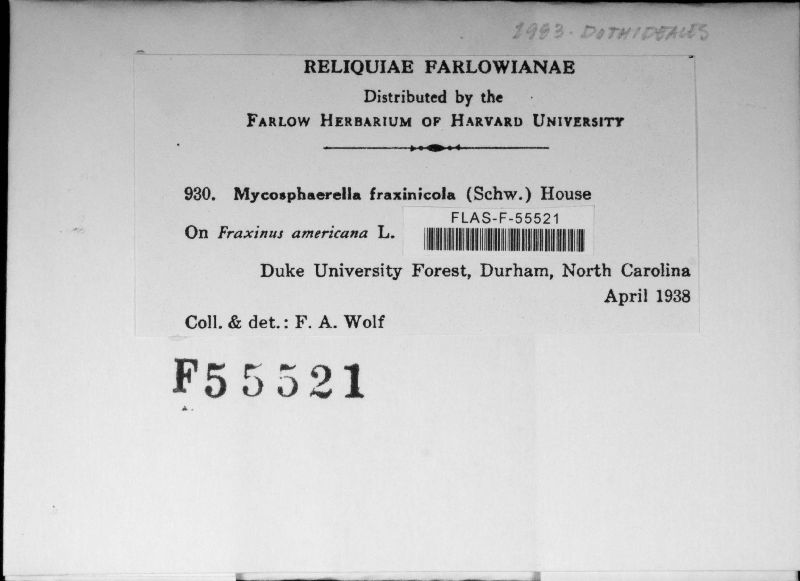 1983. DOTHIDEALES
RELIQUIAE FARLOWIANAE
Distributed by the
FARLOW HERBARIUM OF HARVARD UNIVERSITY
930. Mycosphaerella fraxinicola (Schw.) House
FLAS-F-55521
On Fraxinus americana L.
Duke University Forest, Durham, North Carolina
April 1938
Coll. & det.: F. A. Wolf
F55521